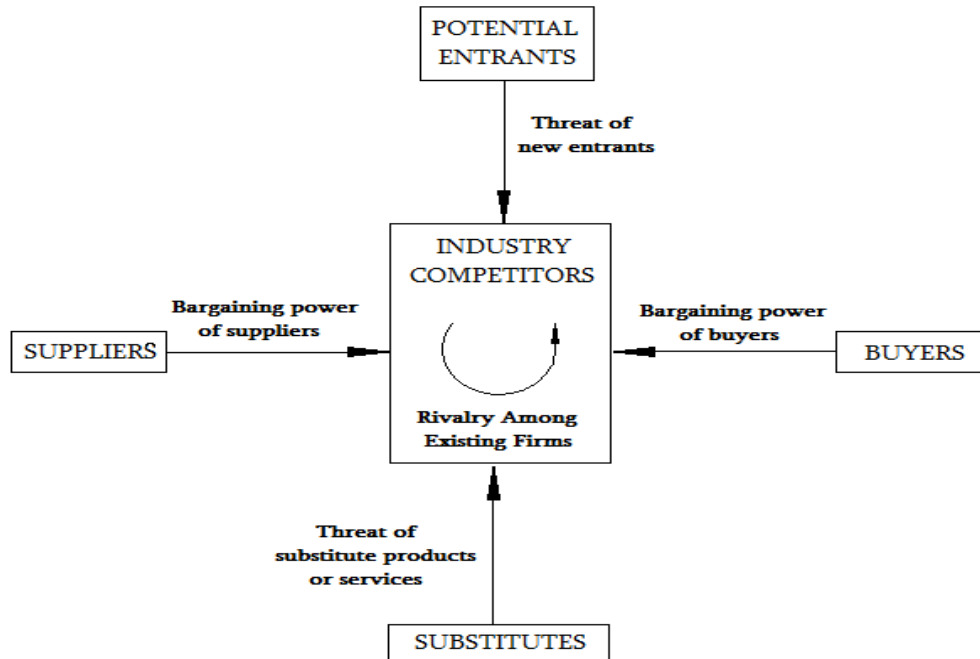 POTENTIAL
ENTRANTS
Threat of
new entrants
INDUSTRY
COMPETITORS
Bargaining power
of suppliers
Bargaining power
of buyers
SUPPLIERS
BUYERS
Rivalry Among
Existing Firms
Threat of
substitute products
or services
SUBSTITUTES